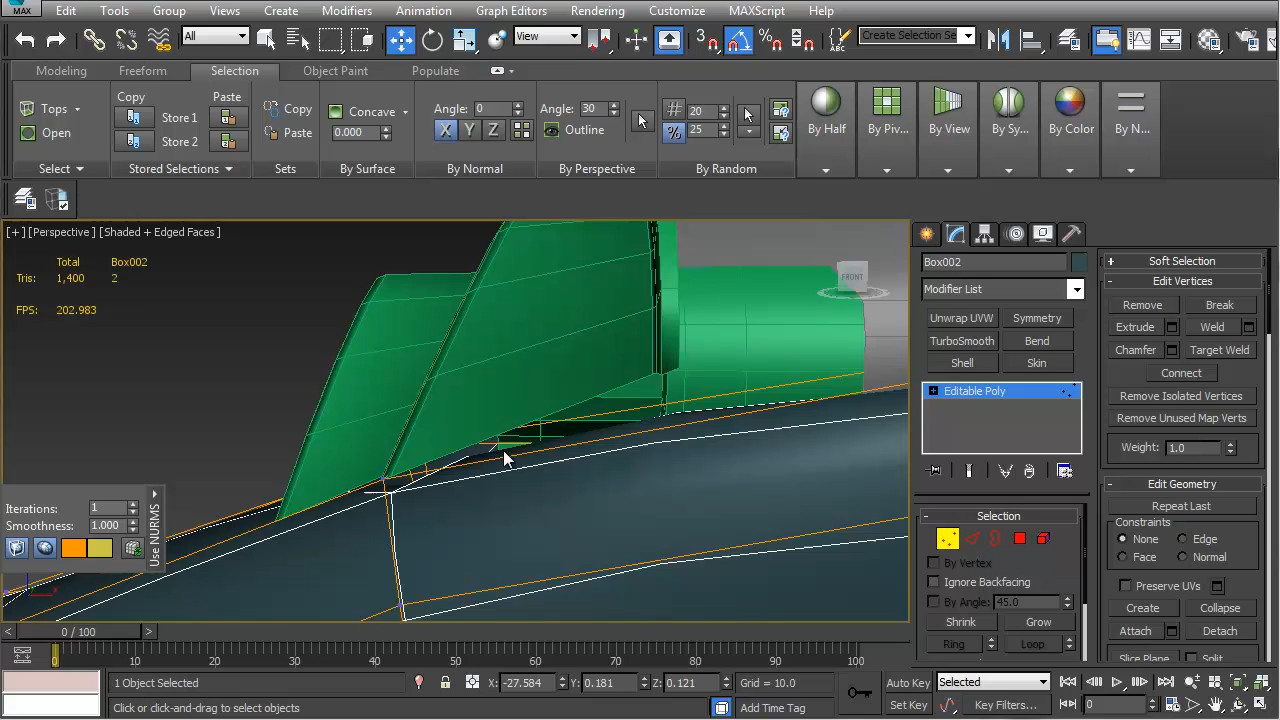 MAX Edit Tools Group Views Create Modifiers Animation Graph Editors Rendering Customize MAXScript Help
All View 3 Create Selection Se
Modeling Freeform Selection Object Paint Populate
Tops Open Select
Copy Paste Store 1 Store 2 Stored Selections
Copy Paste Sets
Concave 0.000 By Surface
Angle: 0 X Y Z By Normal
Angle: 30 Outline By Perspective
# 20 % 25 By Random
By Half By Piv... By View By Sy... By Color By N...
[+] [Perspective] [Shaded + Edged Faces]
Total Box002
Tris: 1,400 2
FPS: 202.983
FRONT
Iterations: 1
Smoothness: 1.000
Use NURMS
Box002
Modifier List
Unwrap UVW Symmetry
TurboSmooth Bend
Shell Skin
Editable Poly
- Selection
By Vertex
Ignore Backfacing
By Angle: 45.0
Shrink Grow
Ring Loop
+ Soft Selection
- Edit Vertices
Remove Break
Extrude Weld
Chamfer Target Weld
Connect
Remove Isolated Vertices
Remove Unused Map Verts
Weight: 1.0
- Edit Geometry
Repeat Last
Constraints
None Edge
Face Normal
Preserve UVs
Create Collapse
Attach Detach
Slice Plane Split
< 0 / 100 >
0 10 20 30 40 50 60 70 80 90 100
1 Object Selected X: -27.584 Y: 0.181 Z: 0.121 Grid = 10.0 Auto Key Selected
Click or click-and-drag to select objects Add Time Tag Set Key Key Filters... 0